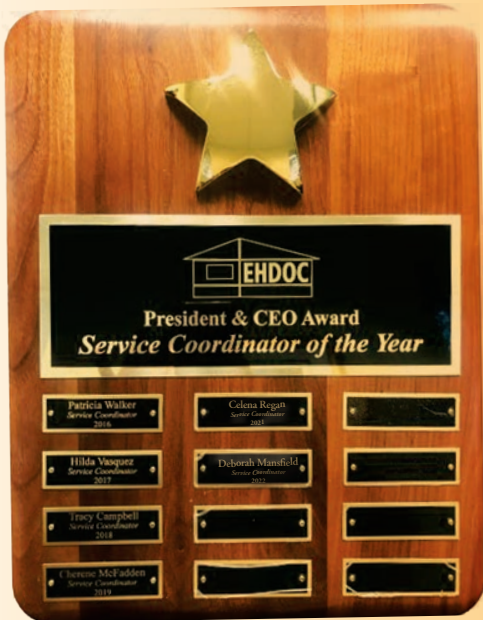 EHDOC
President & CEO Award
Service Coordinator of the Year
Patricia Walker
Service Coordinator
2016
Hilda Vasquez
Service Coordinator
2017
Tracy Campbell
Service Coordinator
2018
Cherene McFadden
Service Coordinator
2019
Celena Regan
Service Coordinator
2021
Deborah Mansfield
Service Coordinator
2022